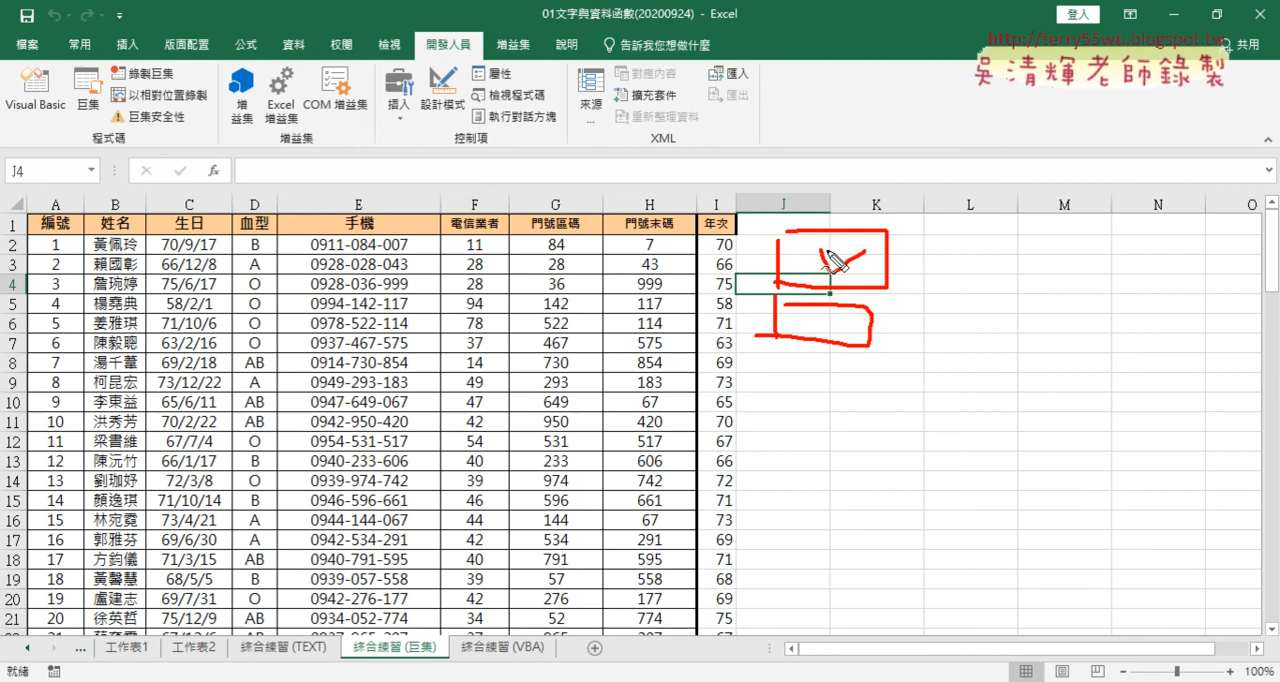 01文字與資料函數(20200924) - Excel
登入
檔案 常用 插入 版面配置 公式 資料 校閱 檢視 開發人員 增益集 說明 告訴我您想做什麼 共用
http://terry55wu.blogspot.tw
吳清輝老師錄製
Visual Basic 巨集 錄製巨集 以相對位置錄製 巨集安全性 程式碼
增益集 Excel 增益集 COM 增益集 增益集
插入 設計模式 屬性 檢視程式碼 執行對話方塊 控制項
來源... 對應內容 擴充套件 重新整理資料 匯入 匯出 XML
J4 fx
A B C D E F G H I J K L M N O
1 編號 姓名 生日 血型 手機 電信業者 門號區碼 門號末碼 年次
2 1 黃佩玲 70/9/17 B 0911-084-007 11 84 7 70
3 2 賴國彰 66/12/8 A 0928-028-043 28 28 43 66
4 3 詹琬婷 75/6/17 O 0928-036-999 28 36 999 75
5 4 楊堯典 58/2/1 O 0994-142-117 94 142 117 58
6 5 姜雅琪 71/10/6 O 0978-522-114 78 522 114 71
7 6 陳毅聰 63/2/16 O 0937-467-575 37 467 575 63
8 7 湯千葦 69/2/18 AB 0914-730-854 14 730 854 69
9 8 柯昆宏 73/12/22 A 0949-293-183 49 293 183 73
10 9 李東益 65/6/11 AB 0947-649-067 47 649 67 65
11 10 洪秀芳 70/2/22 AB 0942-950-420 42 950 420 70
12 11 梁書維 67/7/4 O 0954-531-517 54 531 517 67
13 12 陳沅竹 66/1/17 B 0940-233-606 40 233 606 66
14 13 劉珈妤 72/3/8 O 0939-974-742 39 974 742 72
15 14 顏逸琪 71/10/14 B 0946-596-661 46 596 661 71
16 15 林宛霓 73/4/21 A 0944-144-067 44 144 67 73
17 16 郭雅芬 69/6/30 A 0942-534-291 42 534 291 69
18 17 方鈞儀 71/3/15 AB 0940-791-595 40 791 595 71
19 18 黃馨慧 68/5/5 B 0939-057-558 39 57 558 68
20 19 盧建志 69/7/31 O 0942-276-177 42 276 177 69
21 20 徐英哲 75/12/9 AB 0934-052-774 34 52 774 75
... 工作表1 工作表2 綜合練習 (TEXT) 綜合練習 (巨集) 綜合練習 (VBA)
就緒 100%